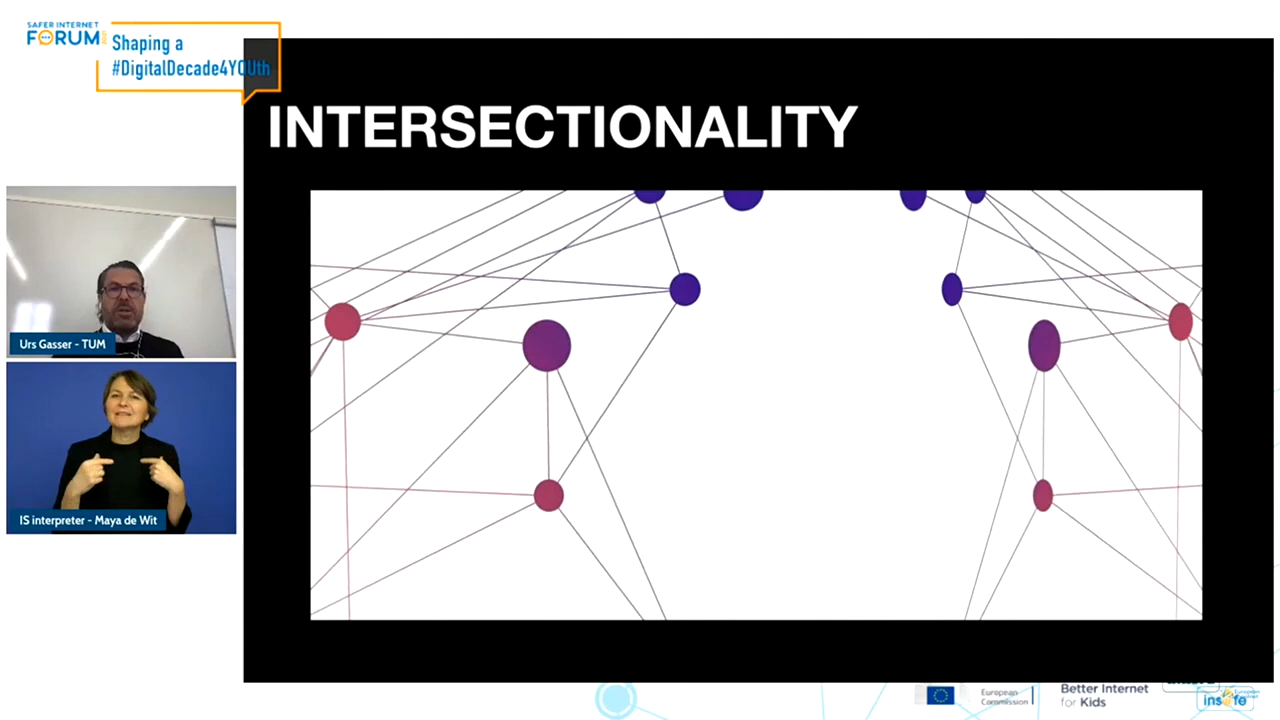 SAFER INTERNET
FORUM
Shaping a
#DigitalDecade4YOUth
INTERSECTIONALITY
Urs Gasser - TUM
IS interpreter - Maya de Wit
European
Commission
Better Internet
for Kids
insafe